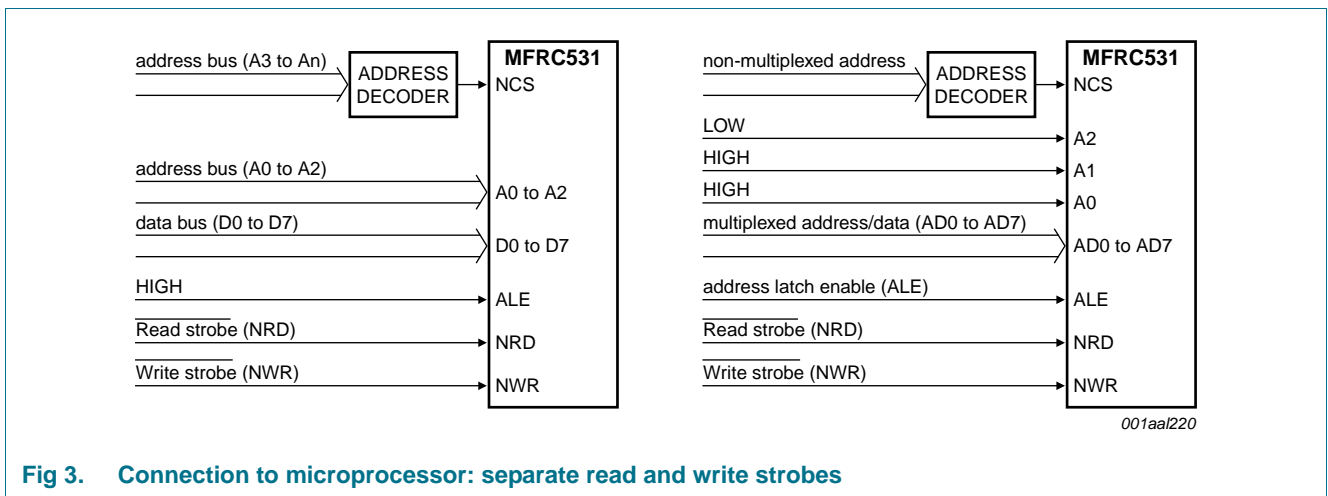 address bus (A3 to An)
ADDRESS
DECODER
MFRC531
NCS
address bus (A0 to A2)
A0 to A2
data bus (D0 to D7)
D0 to D7
HIGH
ALE
Read strobe (NRD)
NRD
Write strobe (NWR)
NWR
non-multiplexed address
ADDRESS
DECODER
MFRC531
NCS
LOW
A2
HIGH
A1
HIGH
A0
multiplexed address/data (AD0 to AD7)
AD0 to AD7
address latch enable (ALE)
ALE
Read strobe (NRD)
NRD
Write strobe (NWR)
NWR
001aal220
Fig 3. Connection to microprocessor: separate read and write strobes